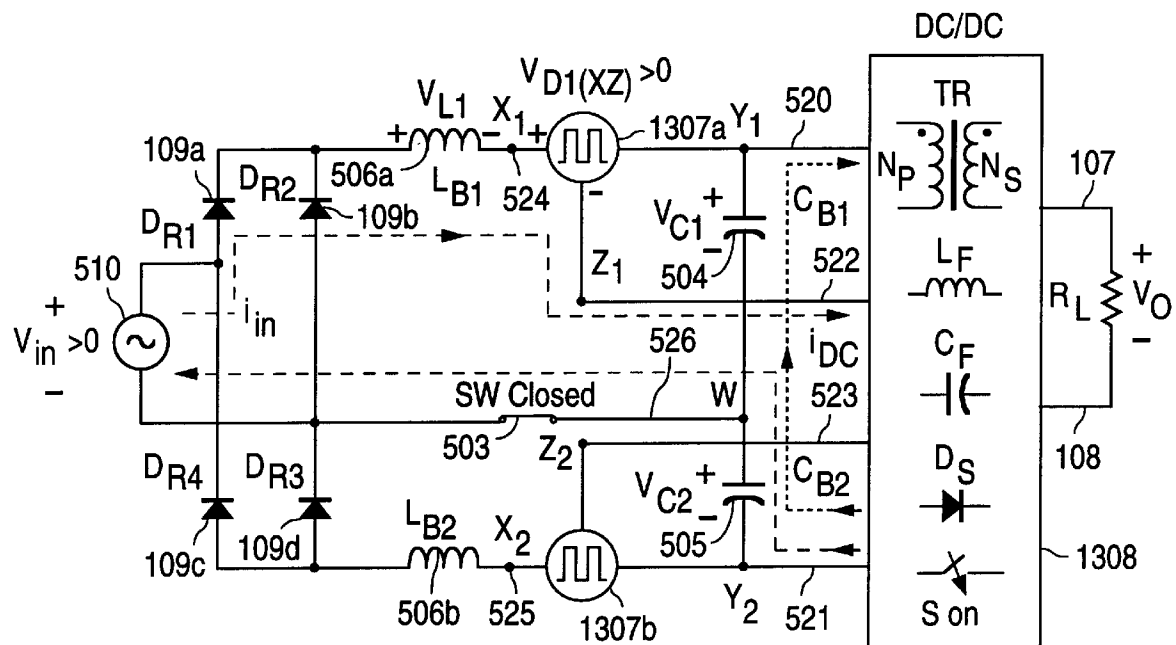 DC/DC
V_D1(XZ) >0
V_L1
X_1
+
1307a
Y_1
520
TR
109a
+
-
506a
L_B1
524
-
D_R2
109b
N_P
N_S
107
D_R1
V_C1
+
-
504
C_B1
510
Z_1
522
L_F
+
V_in >0
-
i_in
R_L
+
V_O
-
526
i_DC
C_F
SW Closed
W
523
503
Z_2
108
D_R4
D_R3
L_B2
X_2
V_C2
+
-
505
C_B2
D_S
109c
109d
506b
525
1307b
Y_2
521
1308
S on